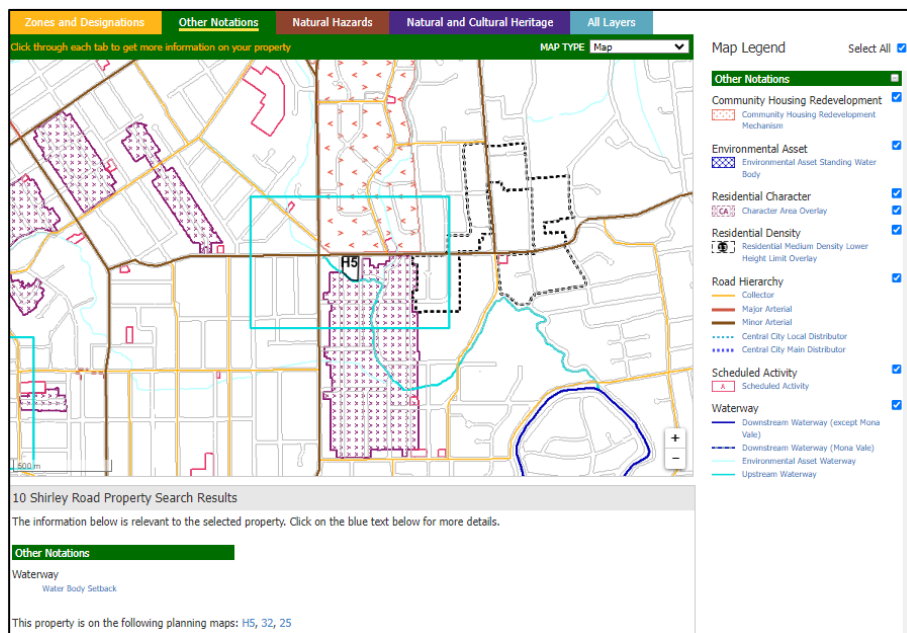 Zones and Designations
Other Notations
Natural Hazards
Natural and Cultural Heritage
All Layers
Click through each tab to get more information on your property
MAP TYPE Map
Map Legend
Select All
Other Notations
Community Housing Redevelopment
Community Housing Redevelopment
Mechanism
Environmental Asset
Environmental Asset Standing Water
Body
Residential Character
CA Character Area Overlay
Residential Density
Residential Medium Density Lower
Height Limit Overlay
Road Hierarchy
Collector
Major Arterial
Minor Arterial
Central City Local Distributor
Central City Main Distributor
Scheduled Activity
Scheduled Activity
Waterway
Downstream Waterway (except Mona
Vale)
Downstream Waterway (Mona Vale)
Environmental Asset Waterway
Upstream Waterway
H5
500 m
+
−
10 Shirley Road Property Search Results
The information below is relevant to the selected property. Click on the blue text below for more details.
Other Notations
Waterway
Water Body Setback
This property is on the following planning maps: H5, 32, 25